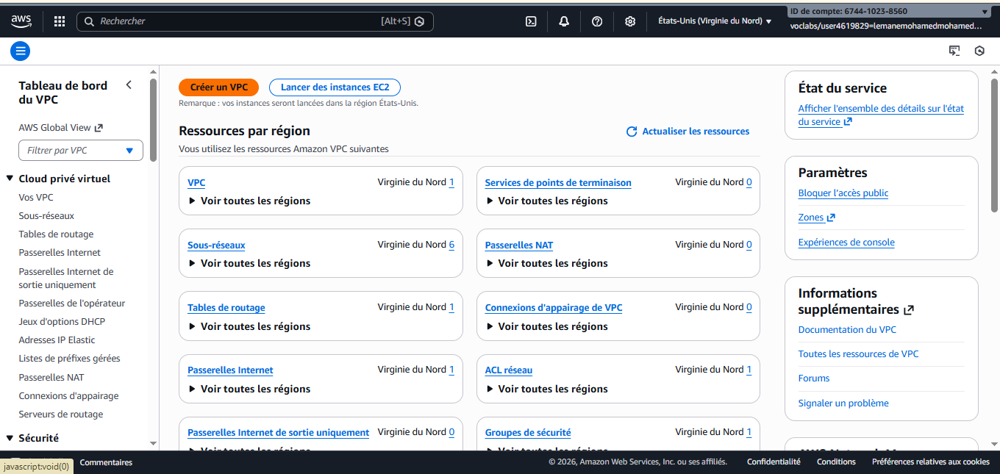 aws
Rechercher
[Alt+S]
États-Unis (Virginie du Nord)
ID de compte: 6744-1023-8560
voclabs/user4619829=lemanemohamedmohamed...
Tableau de bord
du VPC
AWS Global View
Filtrer par VPC
Cloud privé virtuel
Vos VPC
Sous-réseaux
Tables de routage
Passerelles Internet
Passerelles Internet de
sortie uniquement
Passerelles de l'opérateur
Jeux d'options DHCP
Adresses IP Elastic
Listes de préfixes gérées
Passerelles NAT
Connexions d'appairage
Serveurs de routage
Sécurité
Créer un VPC
Lancer des instances EC2
Remarque : vos instances seront lancées dans la région États-Unis.
Ressources par région
Actualiser les ressources
Vous utilisez les ressources Amazon VPC suivantes
VPC Virginie du Nord 1
Voir toutes les régions
Services de points de terminaison Virginie du Nord 0
Voir toutes les régions
Sous-réseaux Virginie du Nord 6
Voir toutes les régions
Passerelles NAT Virginie du Nord 0
Voir toutes les régions
Tables de routage Virginie du Nord 1
Voir toutes les régions
Connexions d'appairage de VPC Virginie du Nord 0
Voir toutes les régions
Passerelles Internet Virginie du Nord 1
Voir toutes les régions
ACL réseau Virginie du Nord 1
Voir toutes les régions
Passerelles Internet de sortie uniquement Virginie du Nord 0
Voir toutes les régions
Groupes de sécurité Virginie du Nord 1
Voir toutes les régions
État du service
Afficher l'ensemble des détails sur l'état
du service
Paramètres
Bloquer l'accès public
Zones
Expériences de console
Informations
supplémentaires
Documentation du VPC
Toutes les ressources de VPC
Forums
Signaler un problème
javascript:void(0)
Commentaires
© 2026, Amazon Web Services, Inc. ou ses affiliés.
Confidentialité
Conditions
Préférences relatives aux cookies